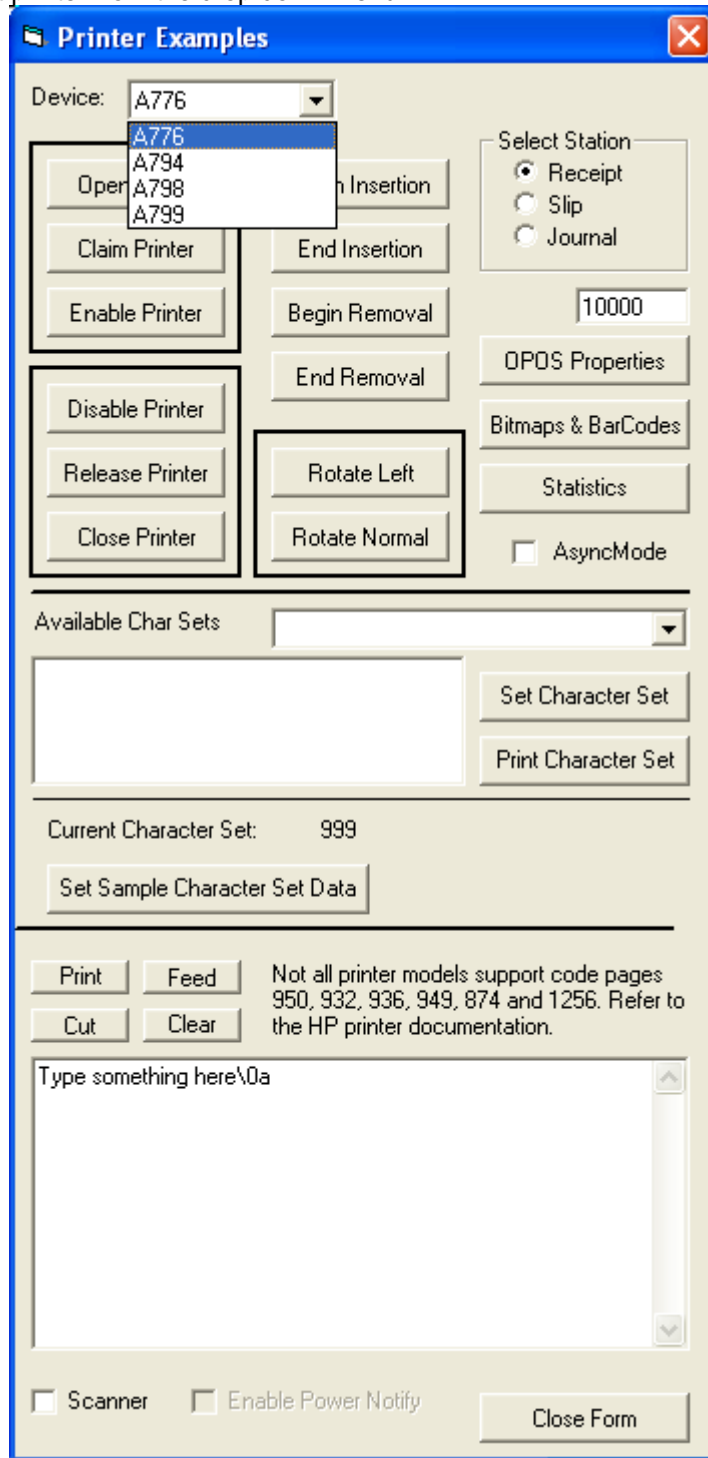 Printer Examples
Device: A776
A776
A794
A798
A799
Select Station
Receipt
Slip
Journal
Open
Insertion
Claim Printer
End Insertion
Enable Printer
Begin Removal
10000
End Removal
OPOS Properties
Disable Printer
Bitmaps & BarCodes
Release Printer
Rotate Left
Statistics
Close Printer
Rotate Normal
AsyncMode
Available Char Sets
Set Character Set
Print Character Set
Current Character Set: 999
Set Sample Character Set Data
Print
Feed
Cut
Clear
Not all printer models support code pages
950, 932, 936, 949, 874 and 1256. Refer to
the HP printer documentation.
Type something here\0a
Scanner
Enable Power Notify
Close Form